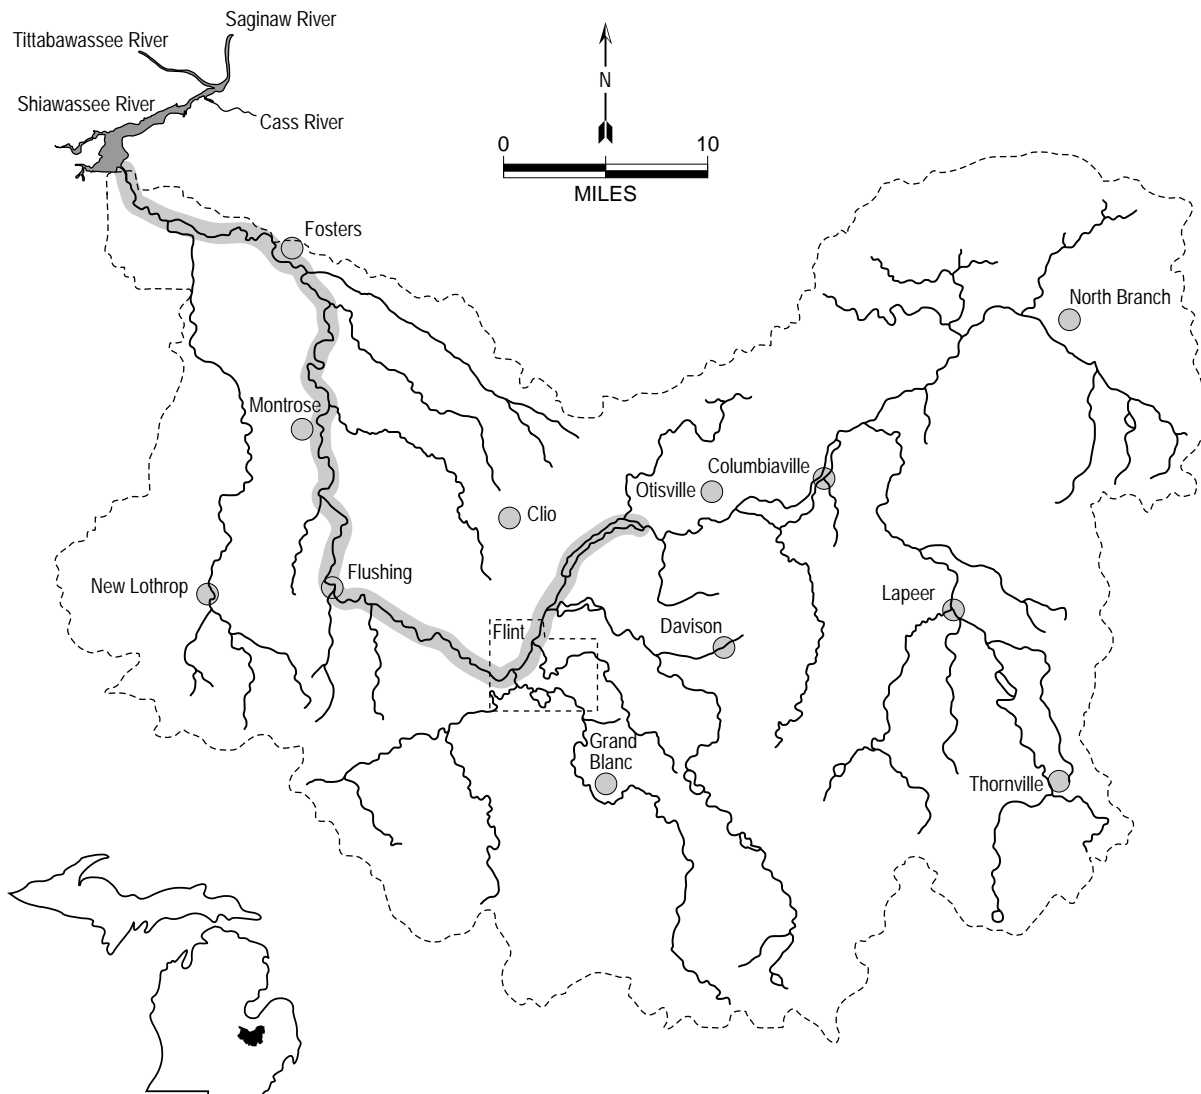 Saginaw River
Tittabawassee River
N
Shiawassee River
Cass River
0 10
MILES
Fosters
North Branch
Montrose
Columbiaville
Otisville
Clio
New Lothrop
Flushing
Lapeer
Flint
Davison
Grand
Blanc
Thornville